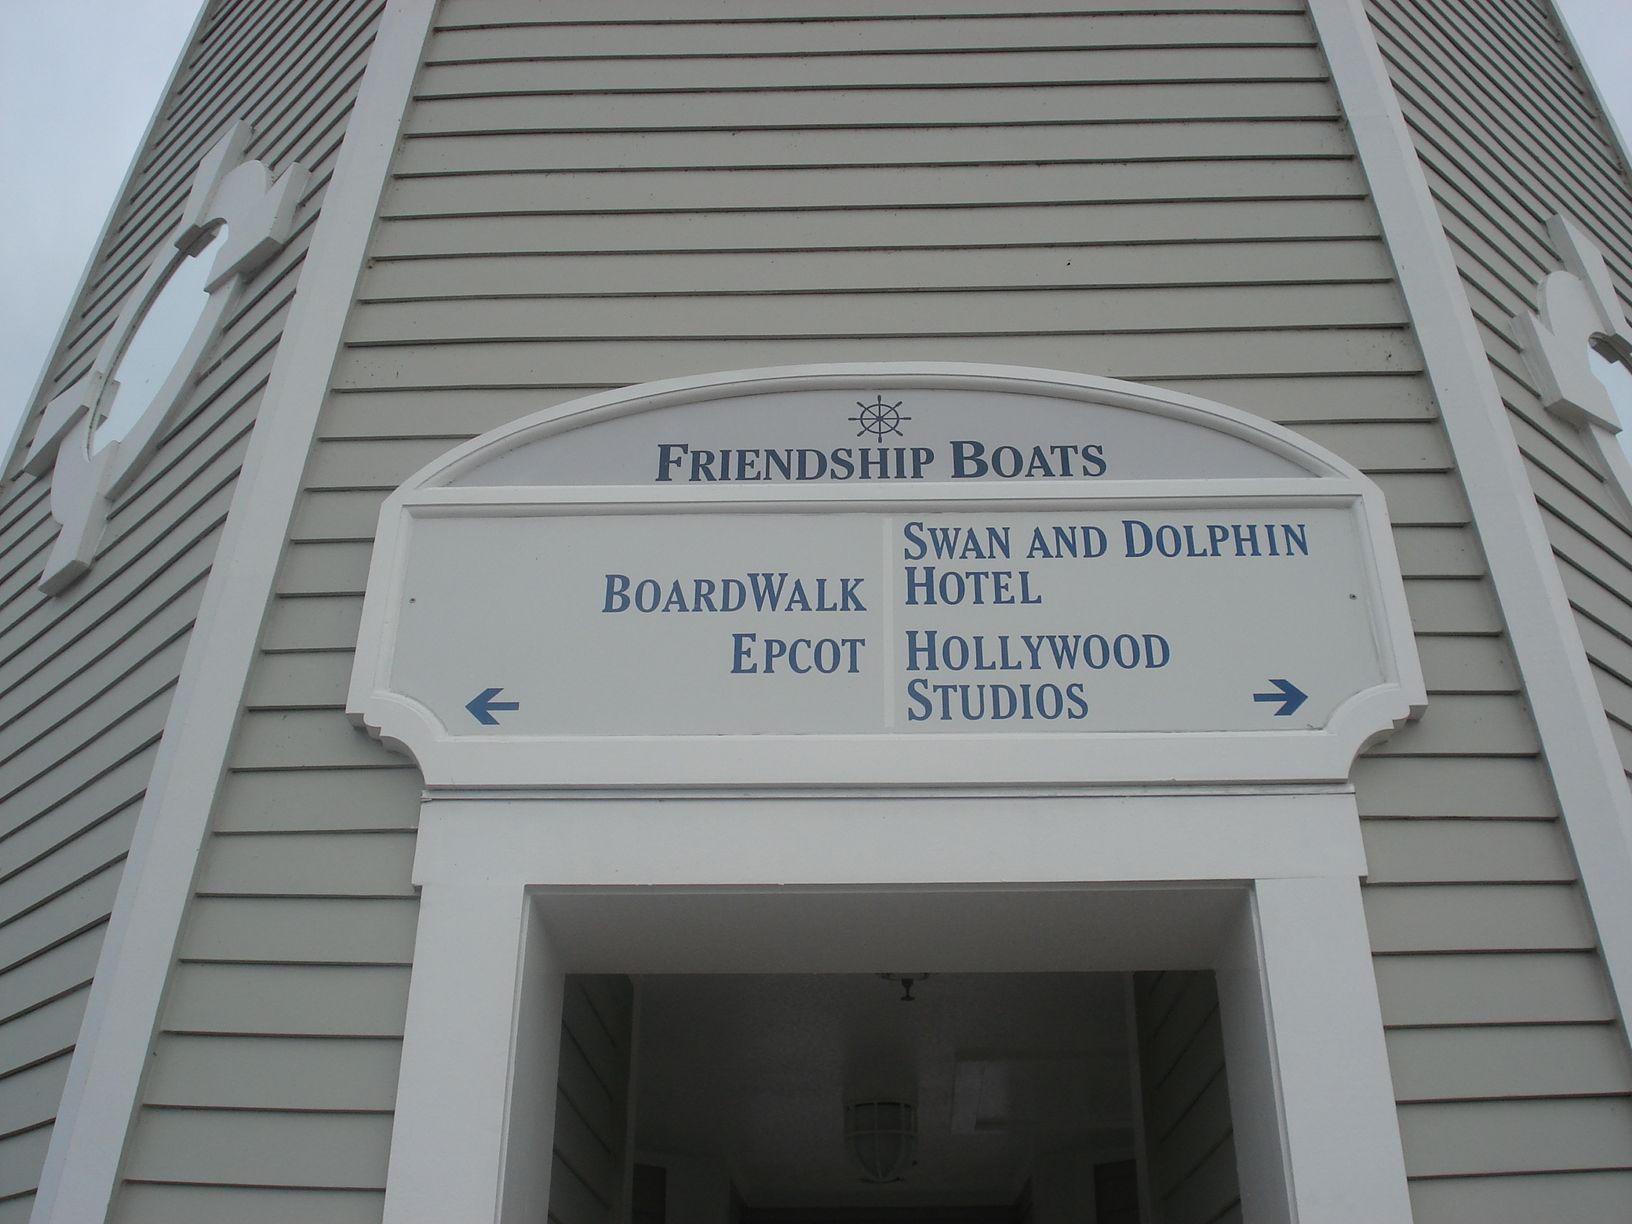 FRIENDSHIP BOATS
BOARDWALK
EPCOT
SWAN AND DOLPHIN
HOTEL
HOLLYWOOD
STUDIOS